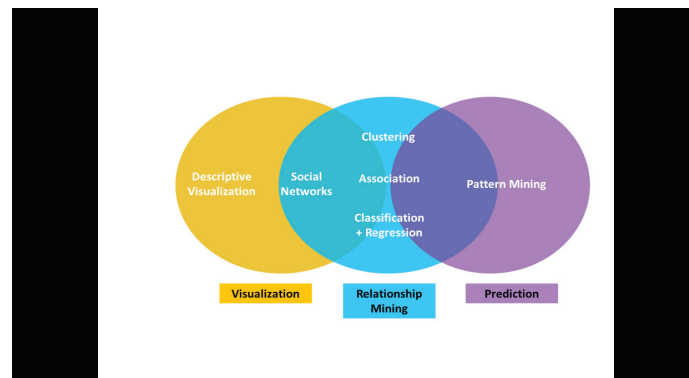 Clustering
Descriptive
Visualization
Social
Networks
Association
Pattern Mining
Classification
+ Regression
Visualization
Relationship
Mining
Prediction